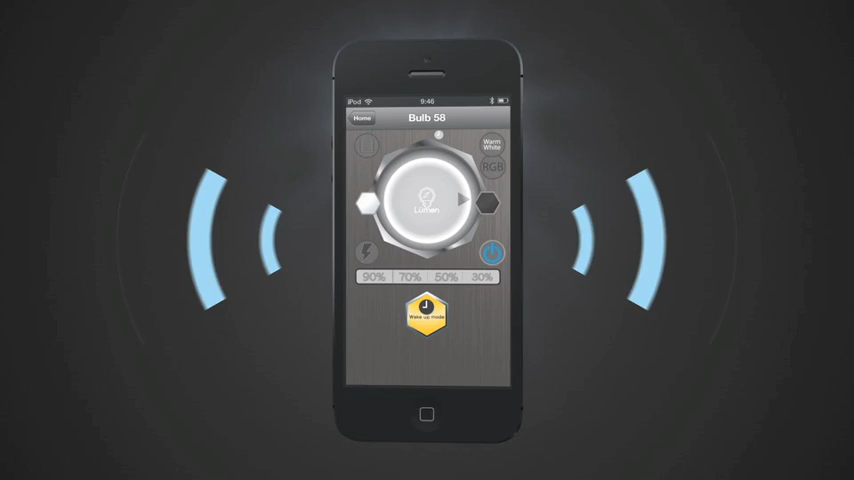 iPod 9:46
Home Bulb 58
Warm
White
RGB
Lumen
90% 70% 50% 30%
Wake up mode